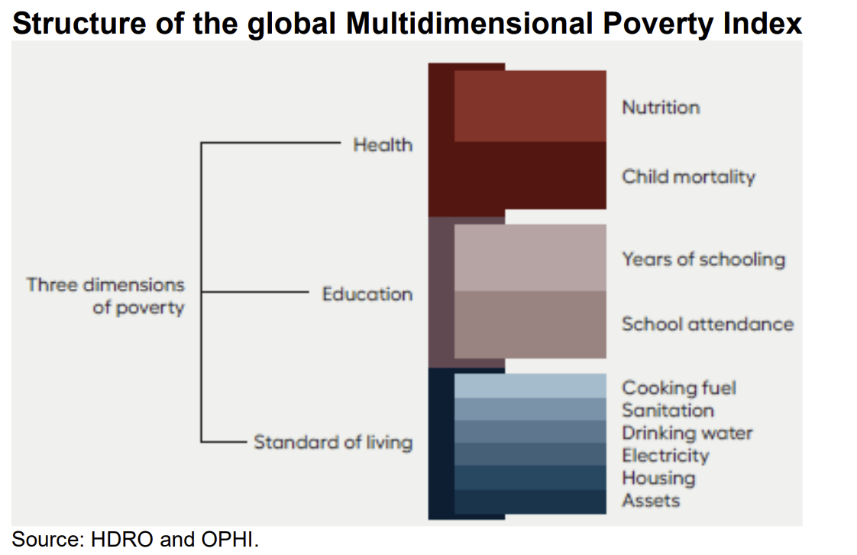 Structure of the global Multidimensional Poverty Index
Three dimensions
of poverty
Health
Nutrition
Child mortality
Education
Years of schooling
School attendance
Standard of living
Cooking fuel
Sanitation
Drinking water
Electricity
Housing
Assets
Source: HDRO and OPHI.